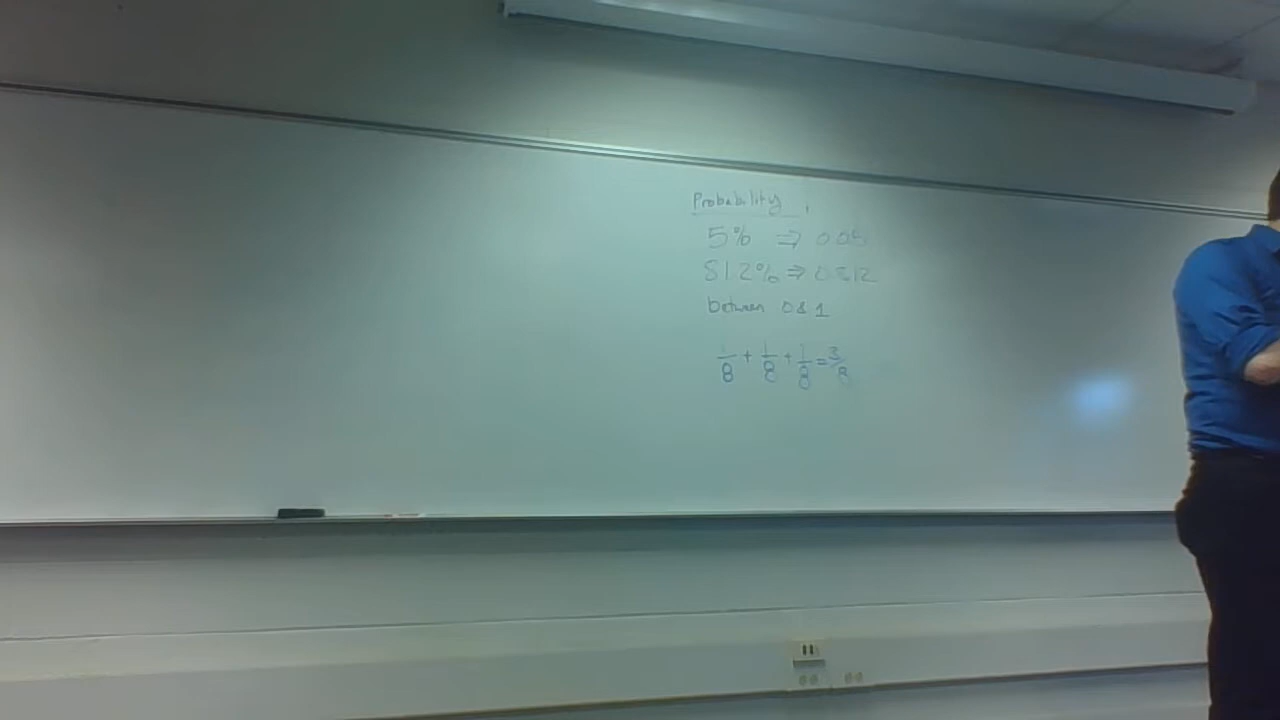 Probability
5% ⇒ 0.05
81.2% ⇒ 0.812
between 0 & 1
1/8 + 1/8 + 1/8 = 3/8